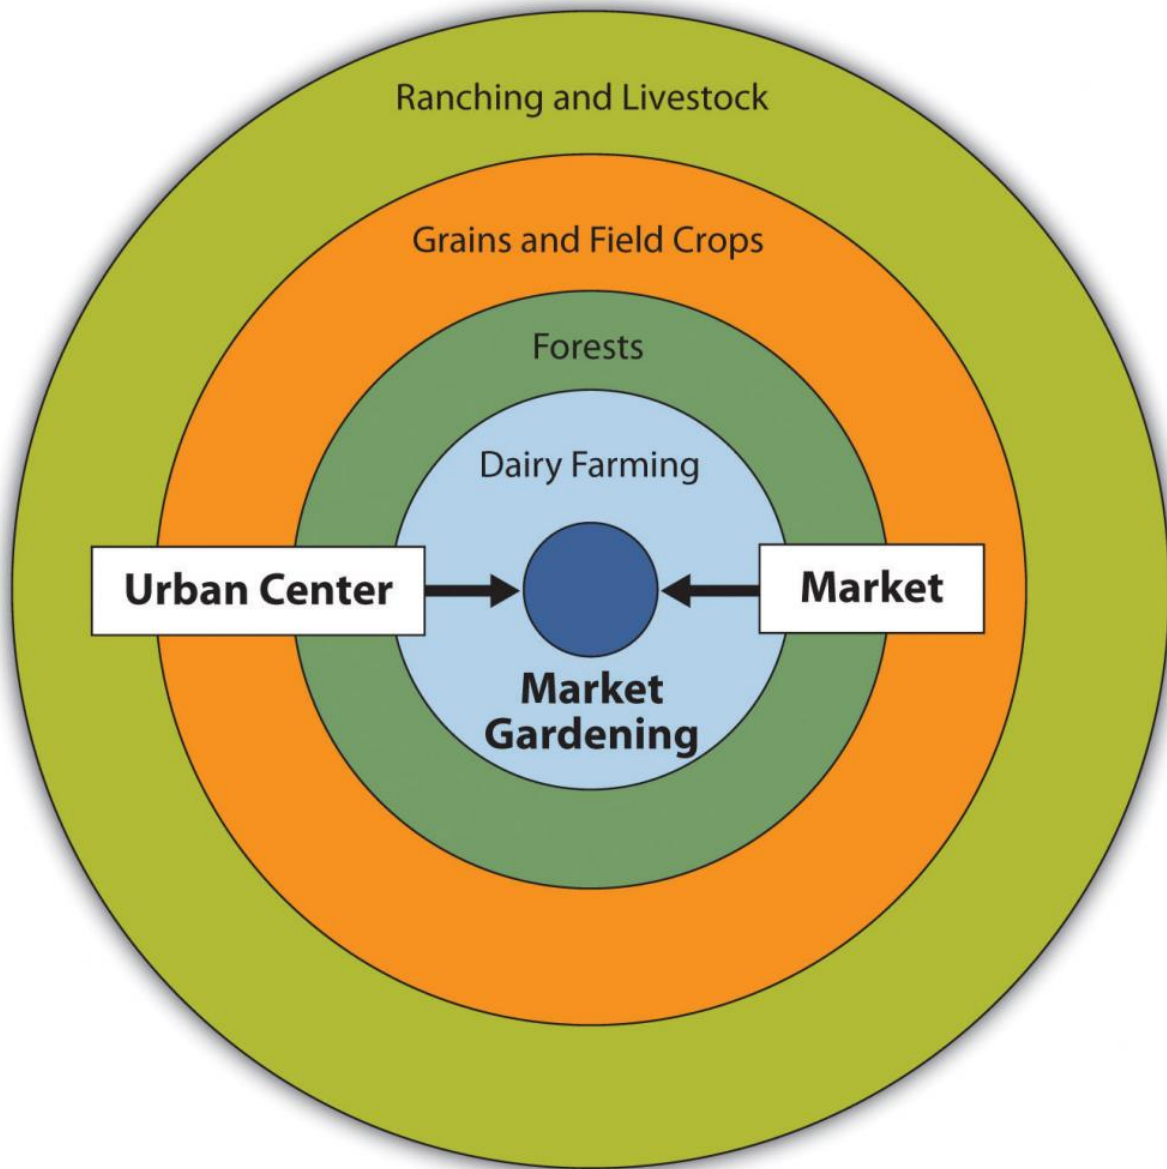 Ranching and Livestock
Grains and Field Crops
Forests
Dairy Farming
Urban Center
Market
Market
Gardening